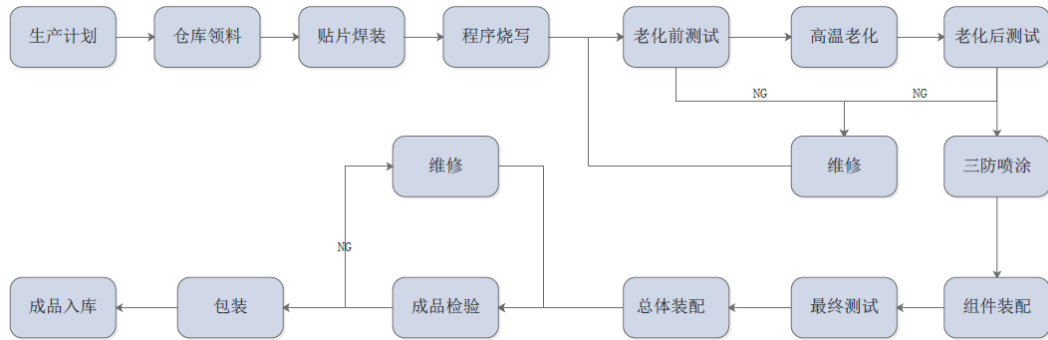 生产计划
仓库领料
贴片焊装
程序烧写
老化前测试
高温老化
老化后测试
NG
NG
维修
维修
三防喷涂
NG
成品入库
包装
成品检验
总体装配
最终测试
组件装配